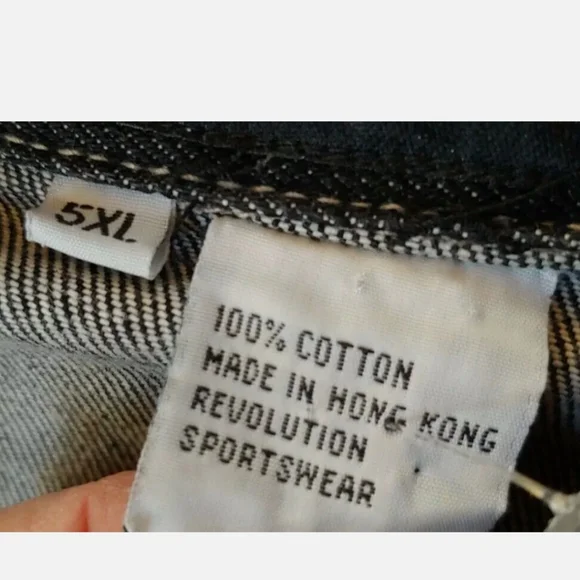 5XL
100% COTTON
MADE IN HONG KONG
REVOLUTION
SPORTSWEAR